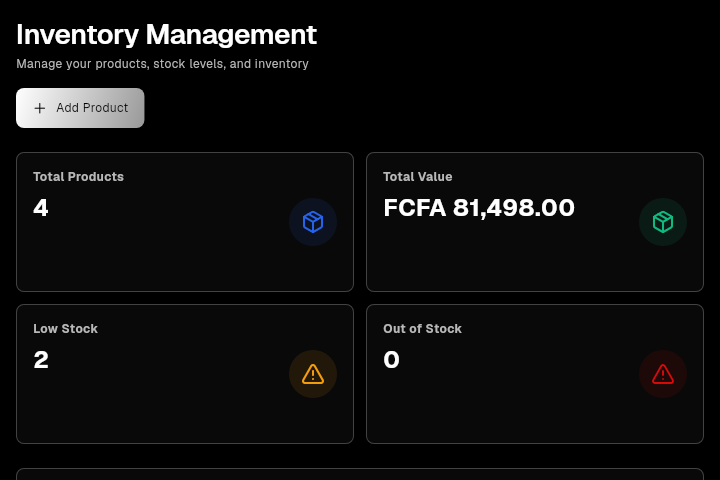 Inventory Management
Manage your products, stock levels, and inventory
Add Product
Total Products
4
Total Value
FCFA 81,498.00
Low Stock
2
Out of Stock
0